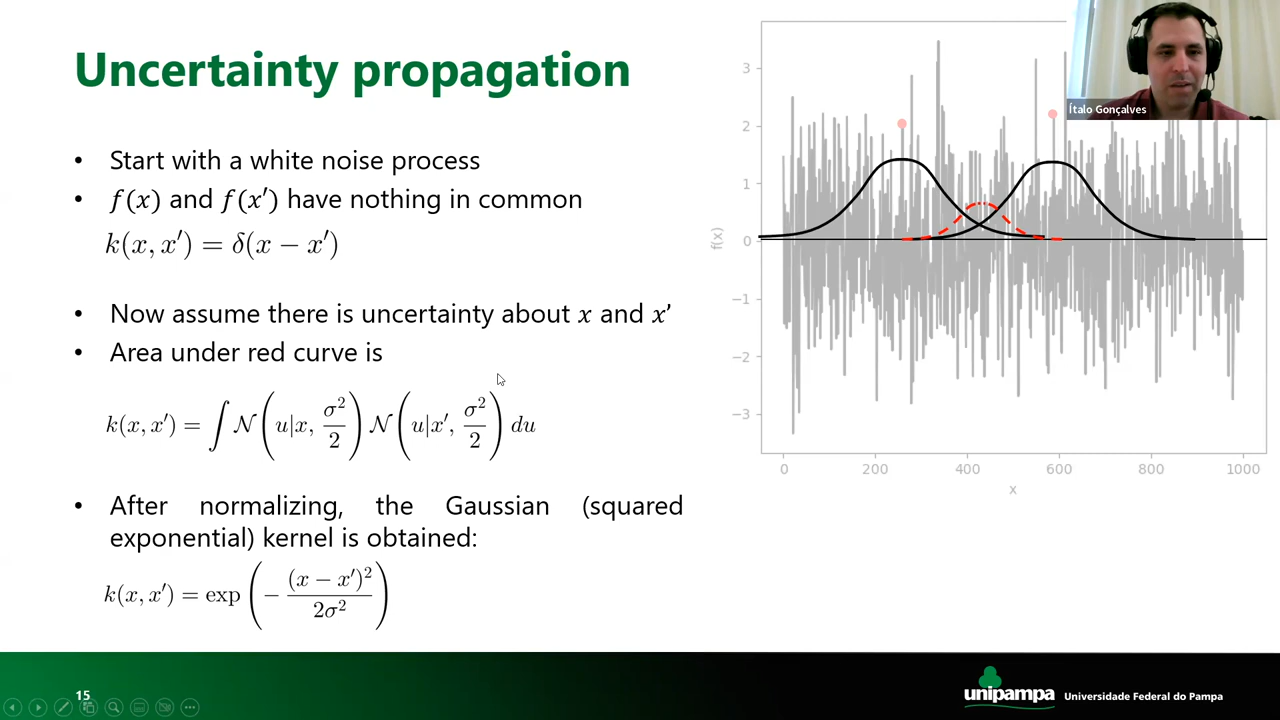 Uncertainty propagation
• Start with a white noise process
• f(x) and f(x′) have nothing in common
k(x, x′) = δ(x − x′)
• Now assume there is uncertainty about x and x’
• Area under red curve is
k(x, x′) = ∫ 𝒩(u|x, σ²/2) 𝒩(u|x′, σ²/2) du
• After normalizing, the Gaussian (squared
exponential) kernel is obtained:
k(x, x′) = exp(− (x − x′)²/2σ²)
3
2
1
0
−1
−2
−3
f(x)
0 200 400 600 800 1000
x
Ítalo Gonçalves
15
unipampa
Universidade Federal do Pampa